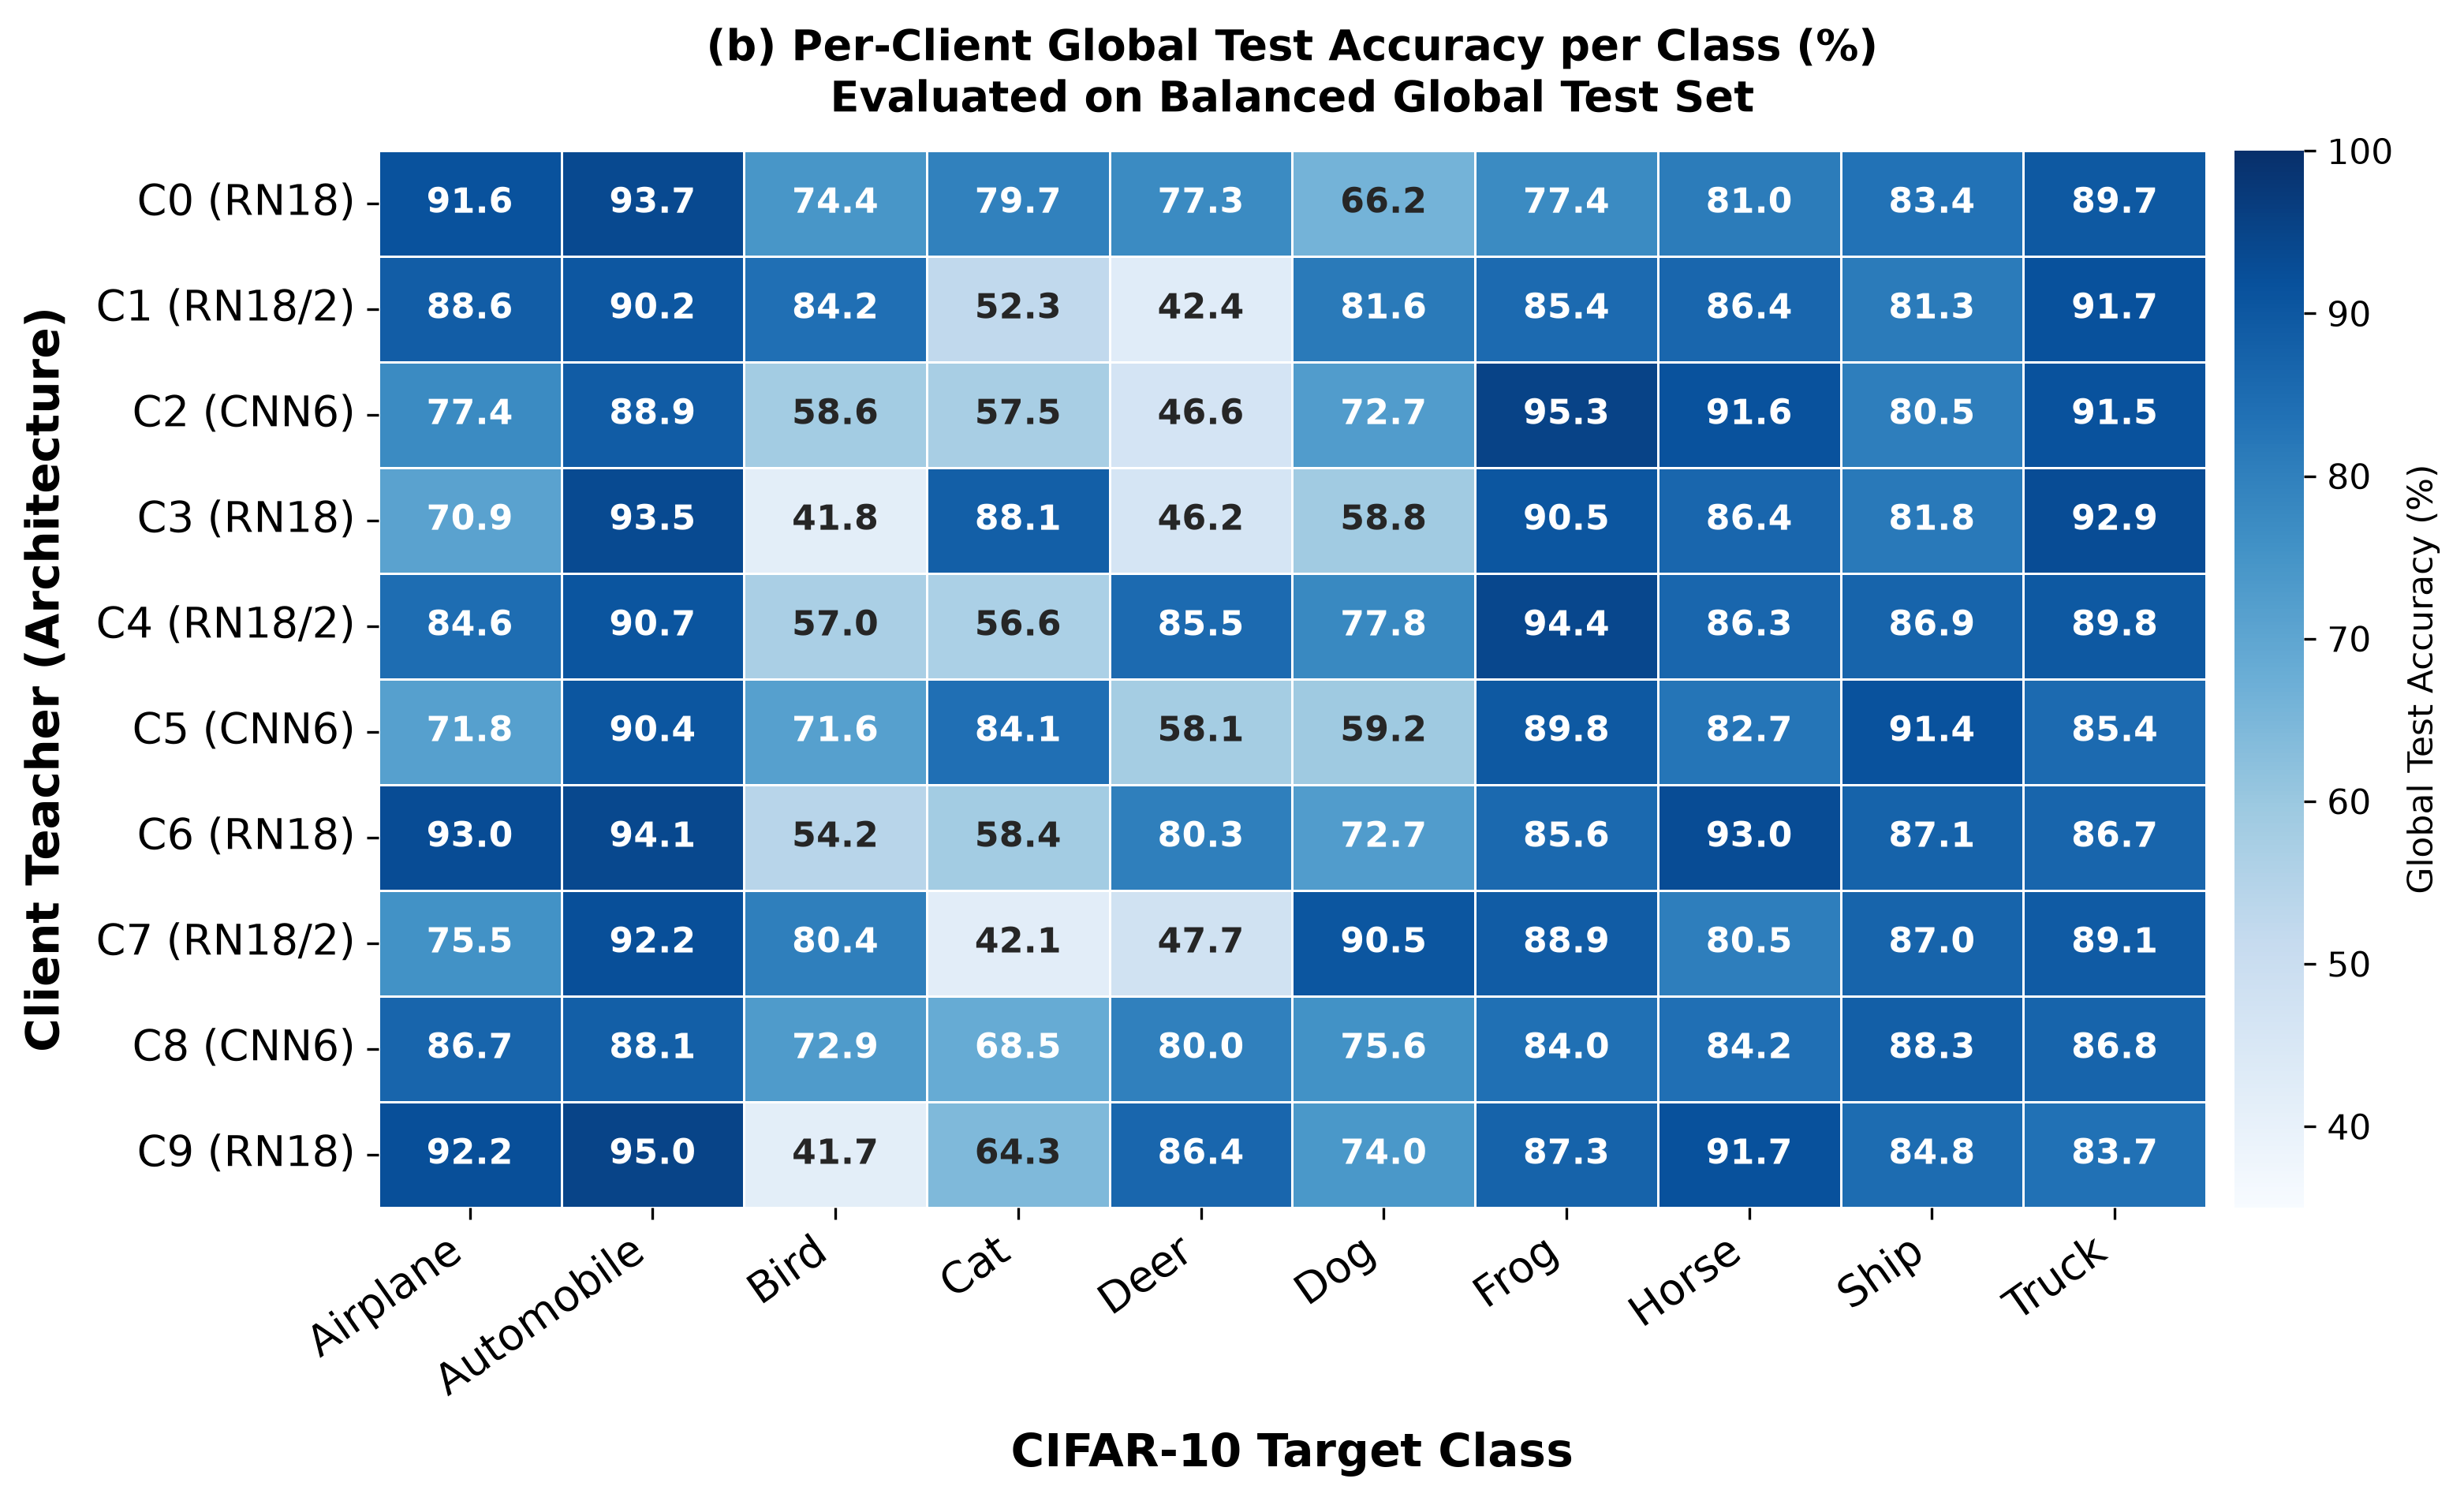 (b) Per-Client Global Test Accuracy per Class (%)
Evaluated on Balanced Global Test Set
Client Teacher (Architecture)
C0 (RN18) 91.6 93.7 74.4 79.7 77.3 66.2 77.4 81.0 83.4 89.7
C1 (RN18/2) 88.6 90.2 84.2 52.3 42.4 81.6 85.4 86.4 81.3 91.7
C2 (CNN6) 77.4 88.9 58.6 57.5 46.6 72.7 95.3 91.6 80.5 91.5
C3 (RN18) 70.9 93.5 41.8 88.1 46.2 58.8 90.5 86.4 81.8 92.9
C4 (RN18/2) 84.6 90.7 57.0 56.6 85.5 77.8 94.4 86.3 86.9 89.8
C5 (CNN6) 71.8 90.4 71.6 84.1 58.1 59.2 89.8 82.7 91.4 85.4
C6 (RN18) 93.0 94.1 54.2 58.4 80.3 72.7 85.6 93.0 87.1 86.7
C7 (RN18/2) 75.5 92.2 80.4 42.1 47.7 90.5 88.9 80.5 87.0 89.1
C8 (CNN6) 86.7 88.1 72.9 68.5 80.0 75.6 84.0 84.2 88.3 86.8
C9 (RN18) 92.2 95.0 41.7 64.3 86.4 74.0 87.3 91.7 84.8 83.7
Airplane Automobile Bird Cat Deer Dog Frog Horse Ship Truck
CIFAR-10 Target Class
100
90
80
70
60
50
40
Global Test Accuracy (%)